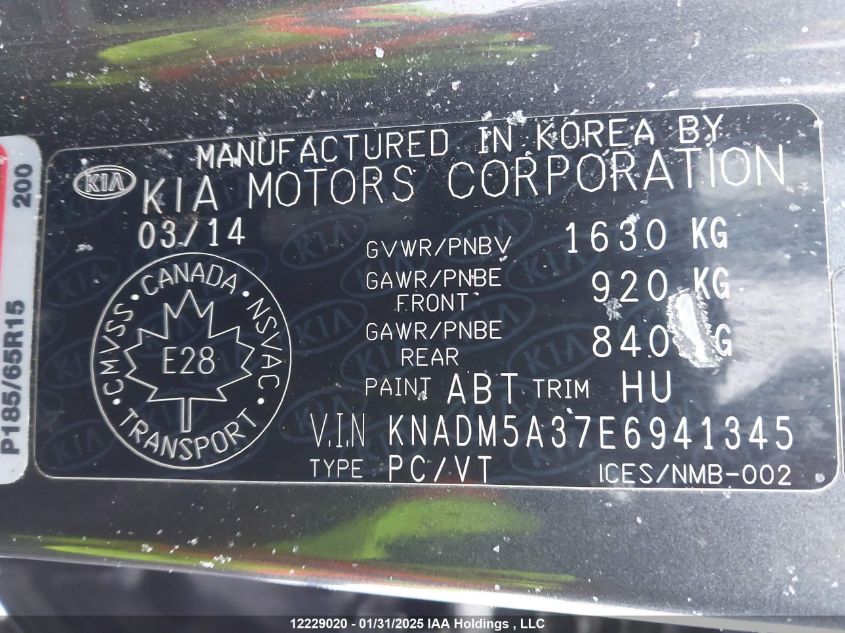 MANUFACTURED IN KOREA BY
KIA KIA MOTORS CORPORATION
03/14
GVWR/PNBV 1630 KG
GAWR/PNBE FRONT 920 KG
GAWR/PNBE REAR 840 G
PAINT ABT TRIM HU
V.I.N KNADM5A37E6941345
TYPE PC/VT ICES/NMB-002
CMVSS · CANADA · NSVAC · TRANSPORT ·
E28
200
P185/65R15
12229020 - 01/31/2025 IAA Holdings , LLC